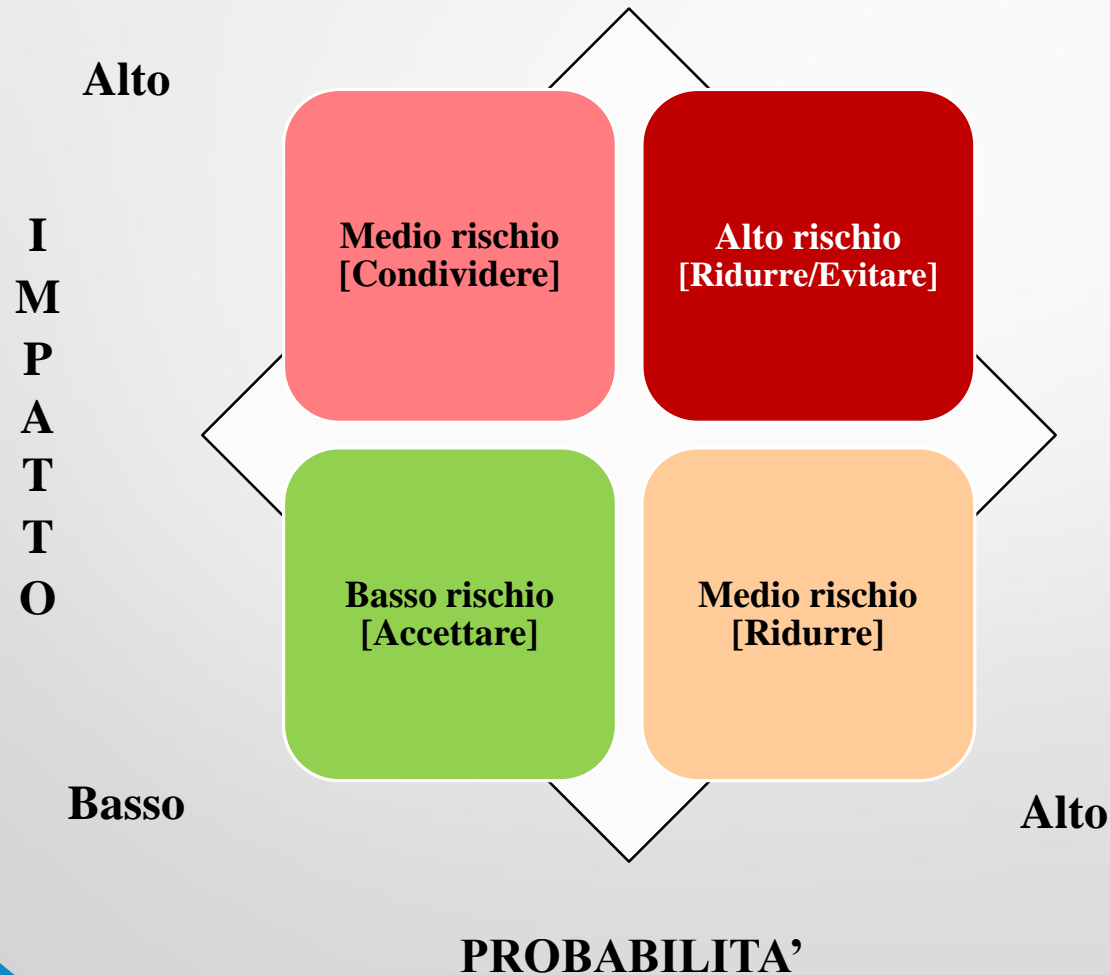 Alto
I
M
P
A
T
T
O
Medio rischio
[Condividere]
Alto rischio
[Ridurre/Evitare]
Basso rischio
[Accettare]
Medio rischio
[Ridurre]
Basso
Alto
PROBABILITA’